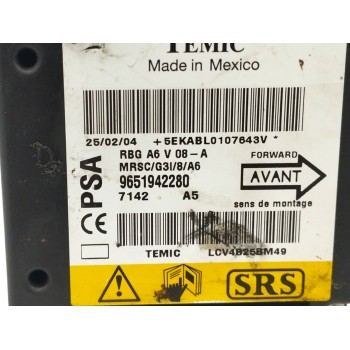 TEMIC
Made in Mexico
25/02/04 +5EKABL0107643V *
RBG A6 V 08-A
MRSC/G3I/8/A6
9651942280
7142 A5
CE PSA
FORWARD
AVANT
sens de montage
TEMIC LCV4825BM49
SRS